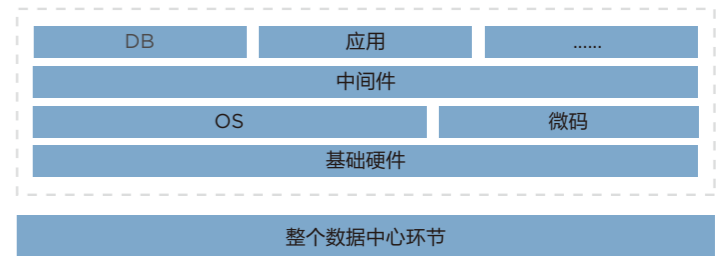 DB 应用 ......
中间件
OS 微码
基础硬件
整个数据中心环节